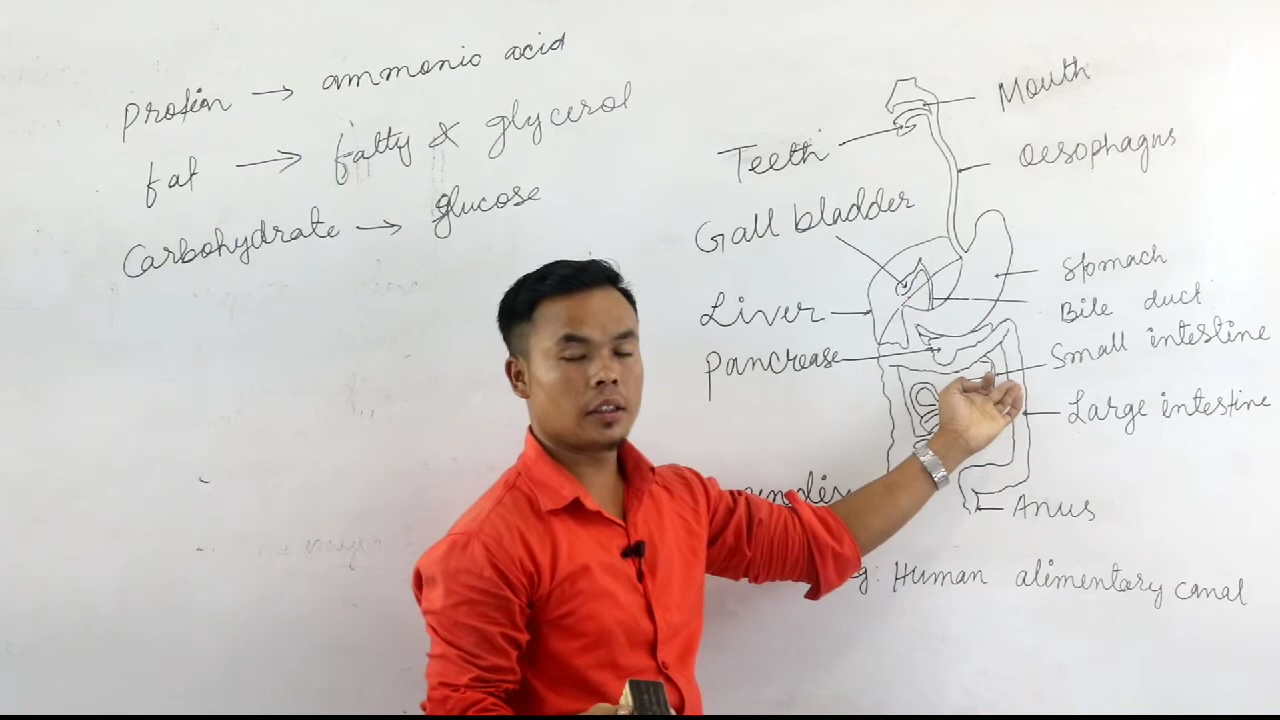 Protien → ammonic acid
fat → fatty & glycerol
Carbohydrate → glucose
Mouth
Teeth
Oesophagus
Gall bladder
Stomach
Liver
Bile duct
Pancrease
Small intestine
Large intestine
Anus
Human alimentary canal